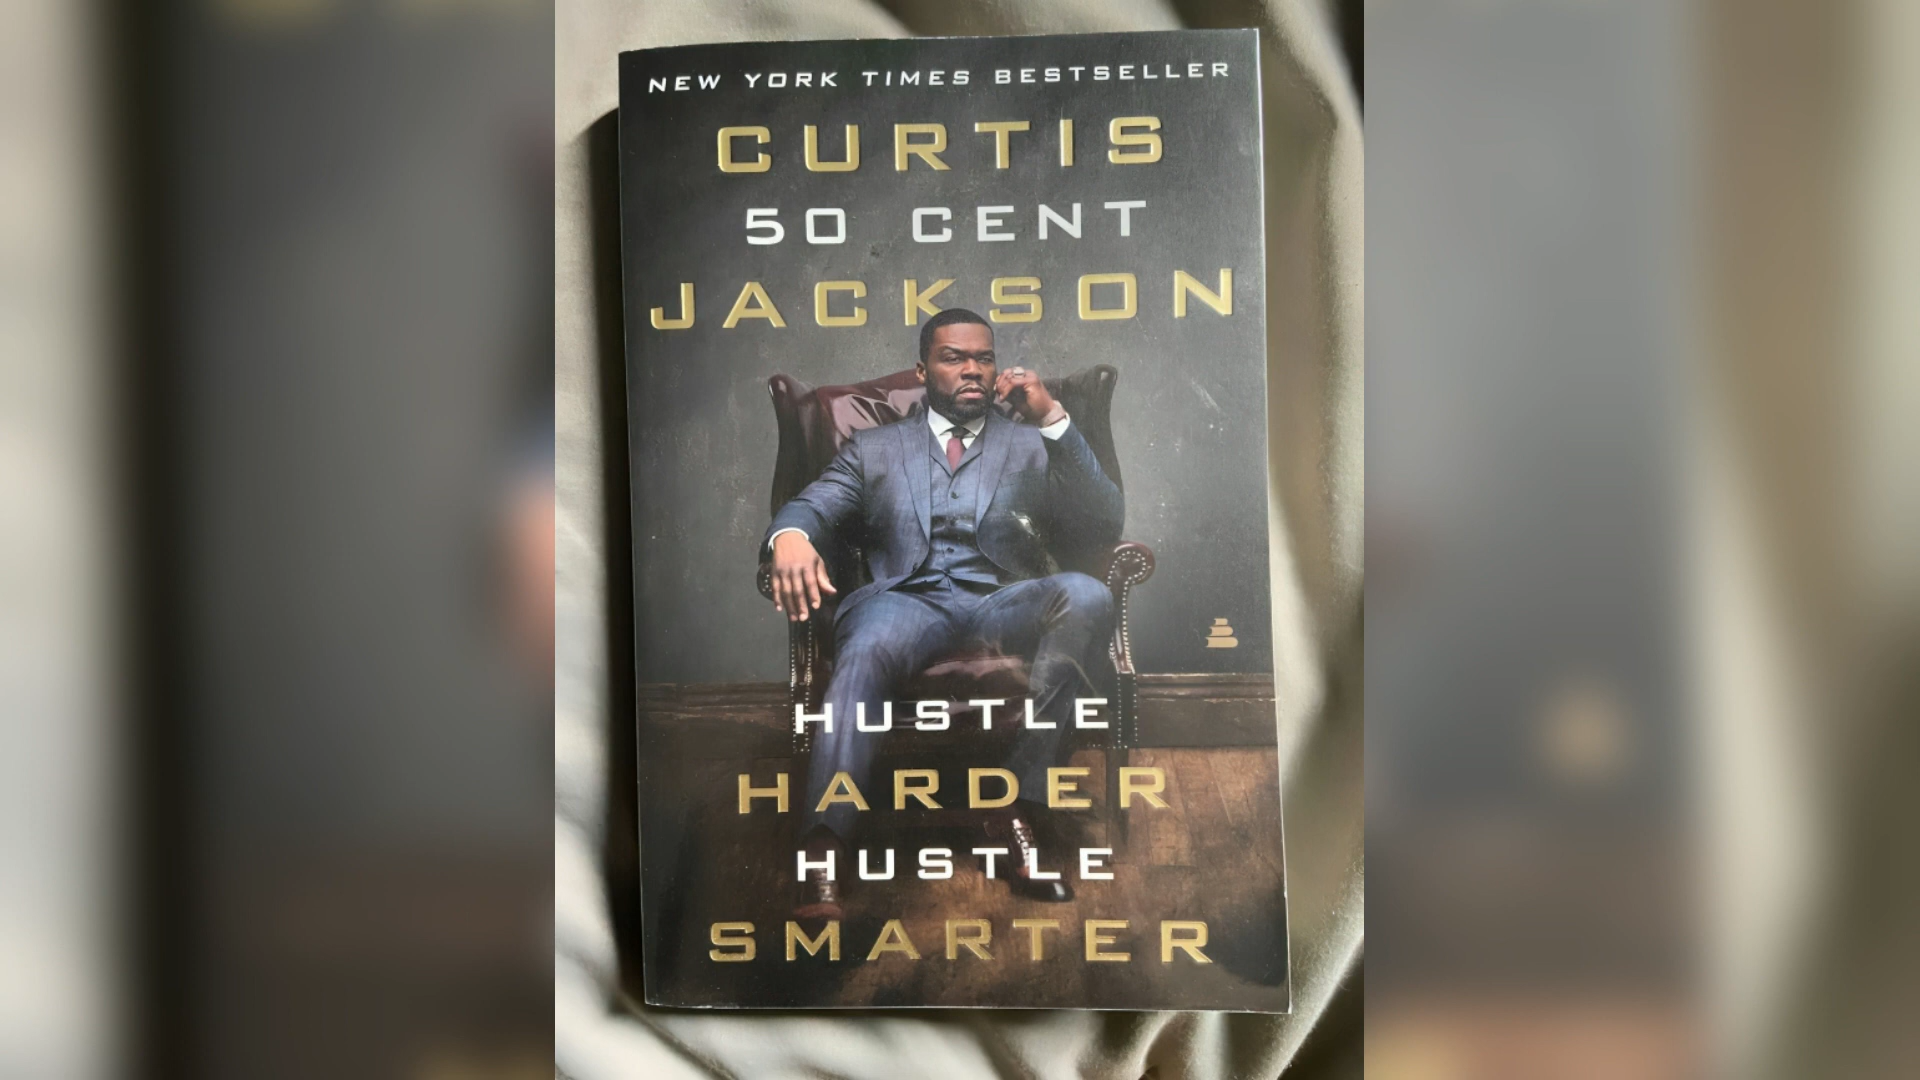 NEW YORK TIMES BESTSELLER
CURTIS
50 CENT
JACKSON
HUSTLE
HARDER
HUSTLE
SMARTER